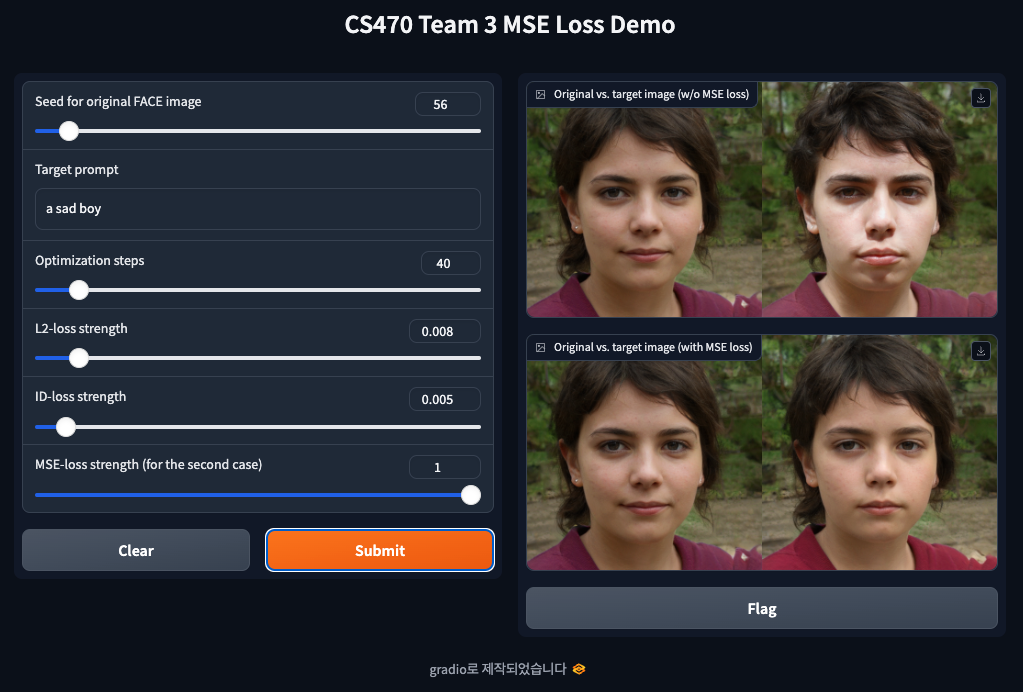 CS470 Team 3 MSE Loss Demo
Seed for original FACE image
56
Target prompt
a sad boy
Optimization steps
40
L2-loss strength
0.008
ID-loss strength
0.005
MSE-loss strength (for the second case)
1
Clear
Submit
Original vs. target image (w/o MSE loss)
Original vs. target image (with MSE loss)
Flag
gradio로 제작되었습니다